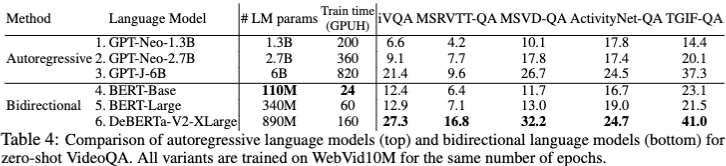 Method Language Model # LM params Train time (GPUH) iVQA MSRVTT-QA MSVD-QA ActivityNet-QA TGIF-QA
1. GPT-Neo-1.3B 1.3B 200 6.6 4.2 10.1 17.8 14.4
Autoregressive 2. GPT-Neo-2.7B 2.7B 360 9.1 7.7 17.8 17.4 20.1
3. GPT-J-6B 6B 820 21.4 9.6 26.7 24.5 37.3
4. BERT-Base 110M 24 12.4 6.4 11.7 16.7 23.1
Bidirectional 5. BERT-Large 340M 60 12.9 7.1 13.0 19.0 21.5
6. DeBERTa-V2-XLarge 890M 160 27.3 16.8 32.2 24.7 41.0
Table 4: Comparison of autoregressive language models (top) and bidirectional language models (bottom) for
zero-shot VideoQA. All variants are trained on WebVid10M for the same number of epochs.